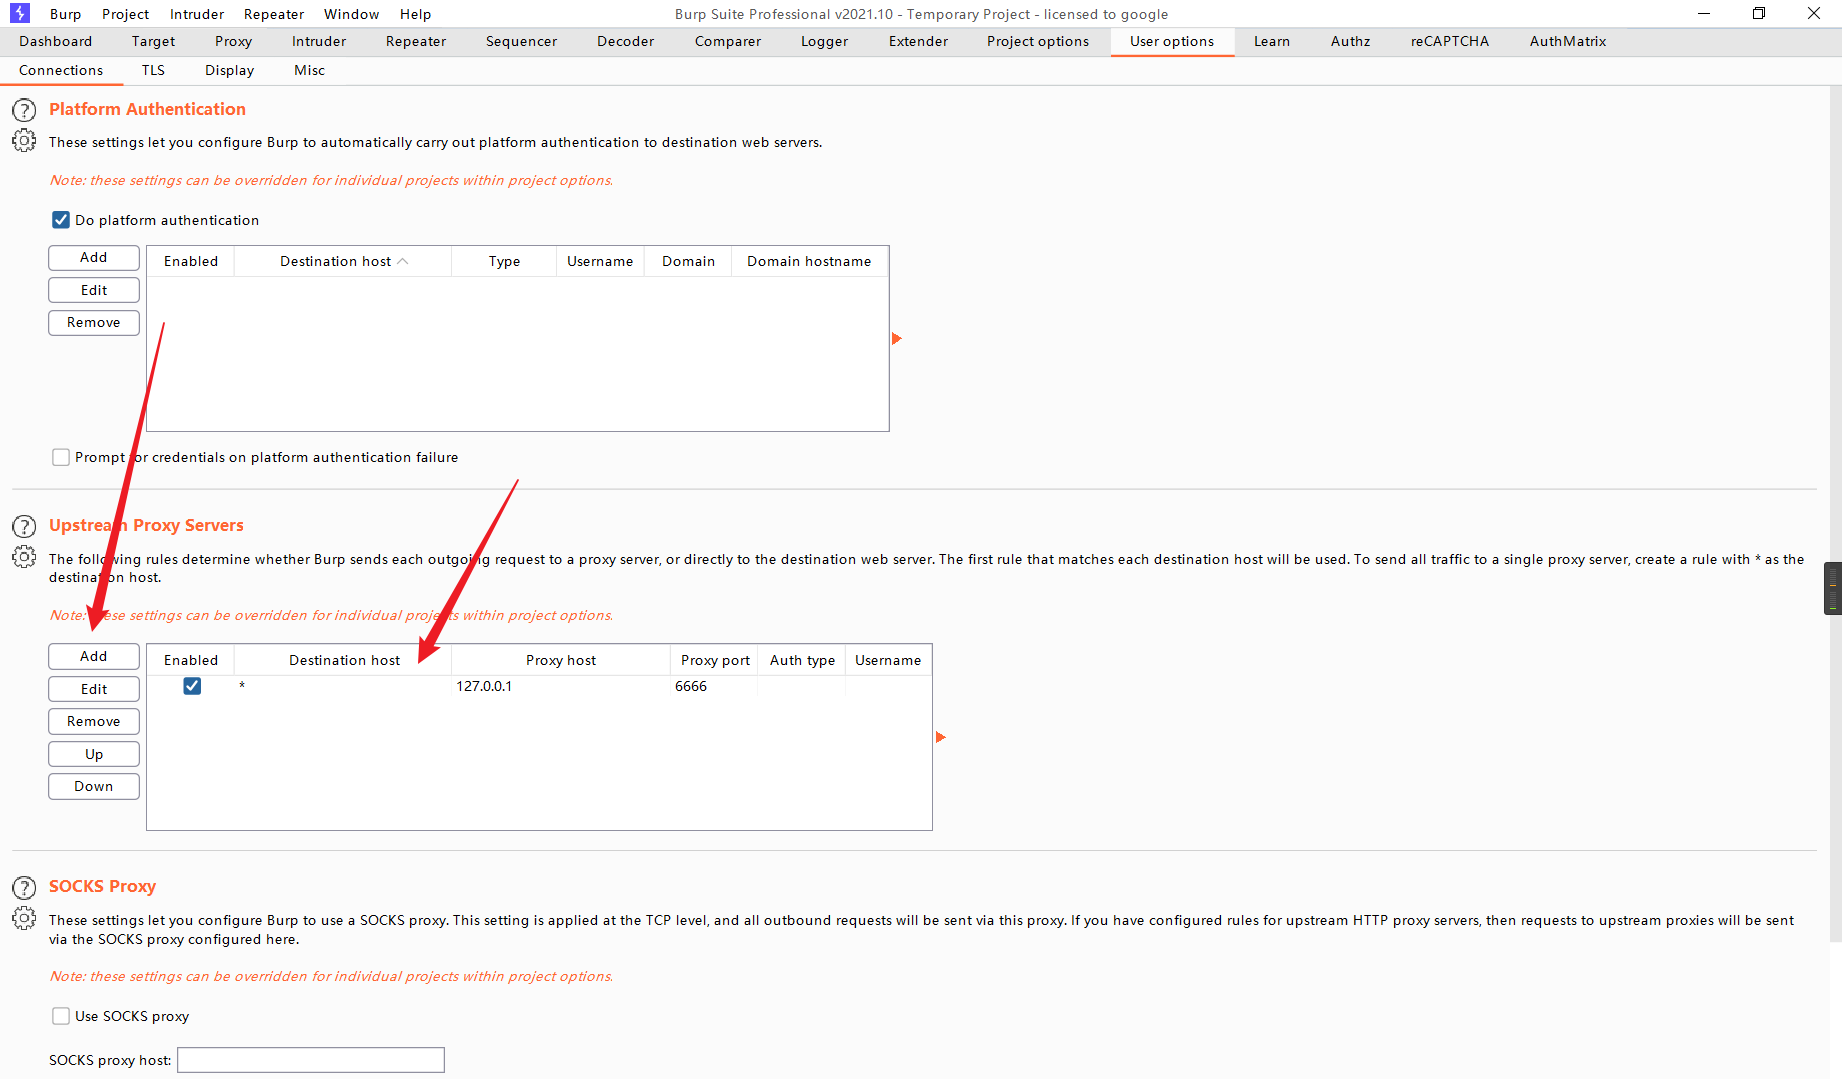 Burp Project Intruder Repeater Window Help
Burp Suite Professional v2021.10 - Temporary Project - licensed to google
Dashboard Target Proxy Intruder Repeater Sequencer Decoder Comparer Logger Extender Project options User options Learn Authz reCAPTCHA AuthMatrix
Connections TLS Display Misc
Platform Authentication
These settings let you configure Burp to automatically carry out platform authentication to destination web servers.
Note: these settings can be overridden for individual projects within project options.
Do platform authentication
Add
Edit
Remove
Enabled Destination host Type Username Domain Domain hostname
Prompt for credentials on platform authentication failure
Upstream Proxy Servers
The following rules determine whether Burp sends each outgoing request to a proxy server, or directly to the destination web server. The first rule that matches each destination host will be used. To send all traffic to a single proxy server, create a rule with * as the
destination host.
Note: these settings can be overridden for individual projects within project options.
Add
Edit
Remove
Up
Down
Enabled Destination host Proxy host Proxy port Auth type Username
* 127.0.0.1 6666
SOCKS Proxy
These settings let you configure Burp to use a SOCKS proxy. This setting is applied at the TCP level, and all outbound requests will be sent via this proxy. If you have configured rules for upstream HTTP proxy servers, then requests to upstream proxies will be sent
via the SOCKS proxy configured here.
Note: these settings can be overridden for individual projects within project options.
Use SOCKS proxy
SOCKS proxy host: